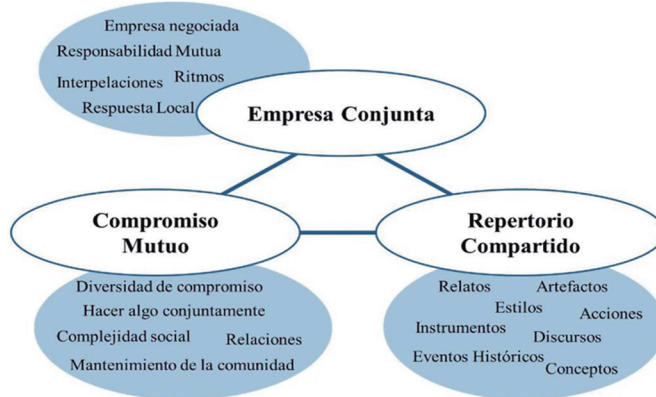 Empresa negociada
Responsabilidad Mutua
Interpelaciones Ritmos
Respuesta Local
Empresa Conjunta
Compromiso
Mutuo
Repertorio
Compartido
Diversidad de compromiso
Hacer algo conjuntamente
Complejidad social Relaciones
Mantenimiento de la comunidad
Relatos Artefactos
Estilos Acciones
Instrumentos
Discursos
Eventos Históricos
Conceptos